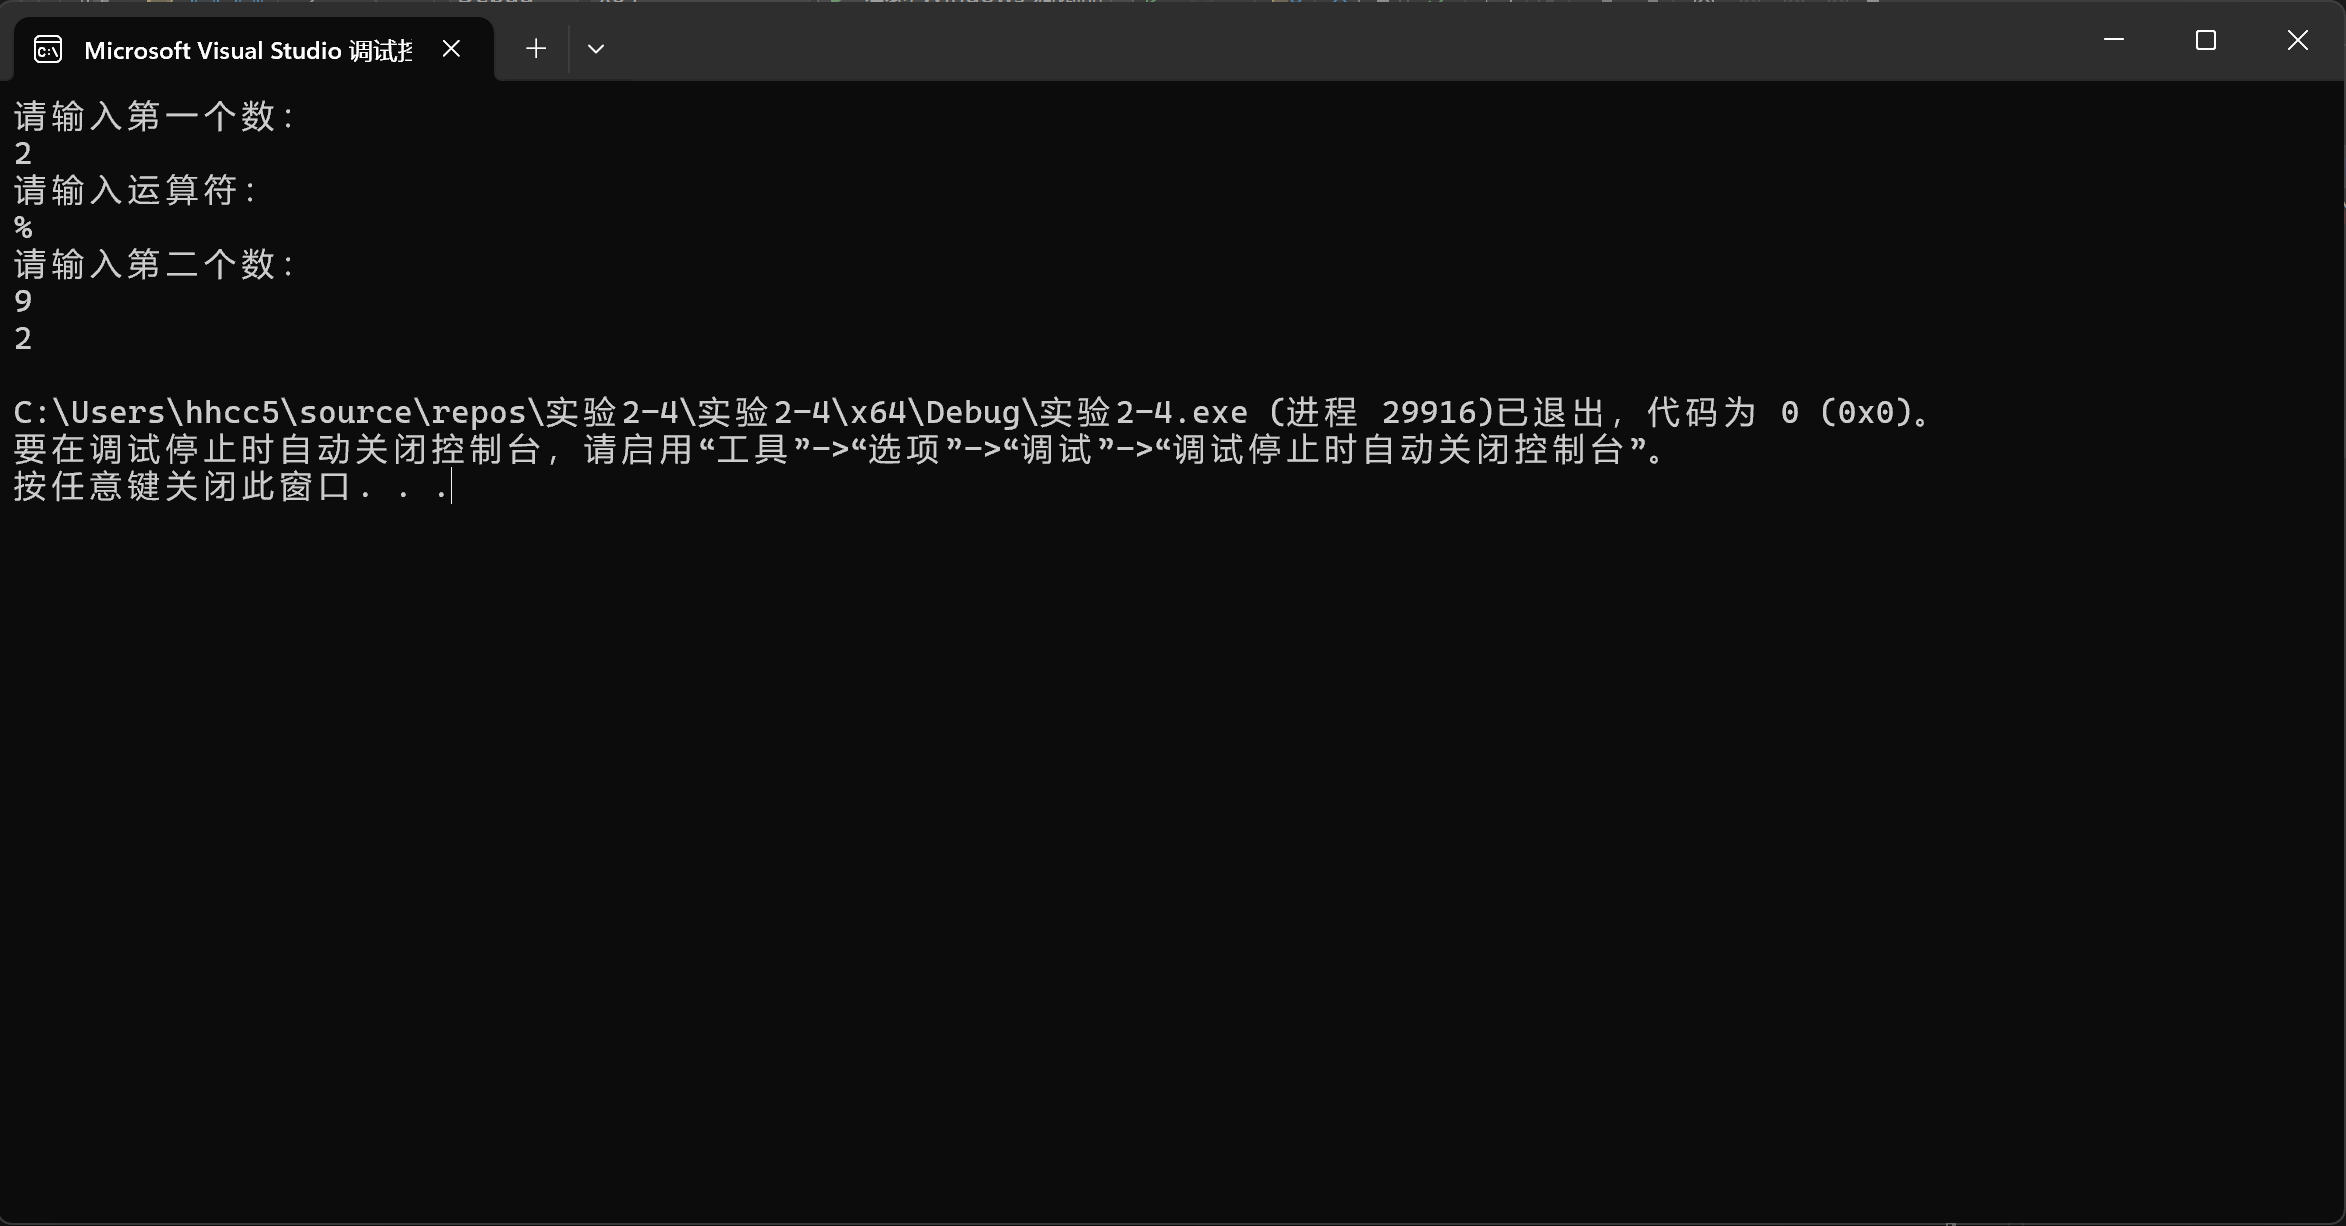 Microsoft Visual Studio 调试
请输入第一个数：
2
请输入运算符：
%
请输入第二个数：
9
2
C:\Users\hhcc5\source\repos\实验2-4\实验2-4\x64\Debug\实验2-4.exe (进程 29916)已退出，代码为 0 (0x0)。
要在调试停止时自动关闭控制台，请启用“工具”->“选项”->“调试”->“调试停止时自动关闭控制台”。
按任意键关闭此窗口. . .